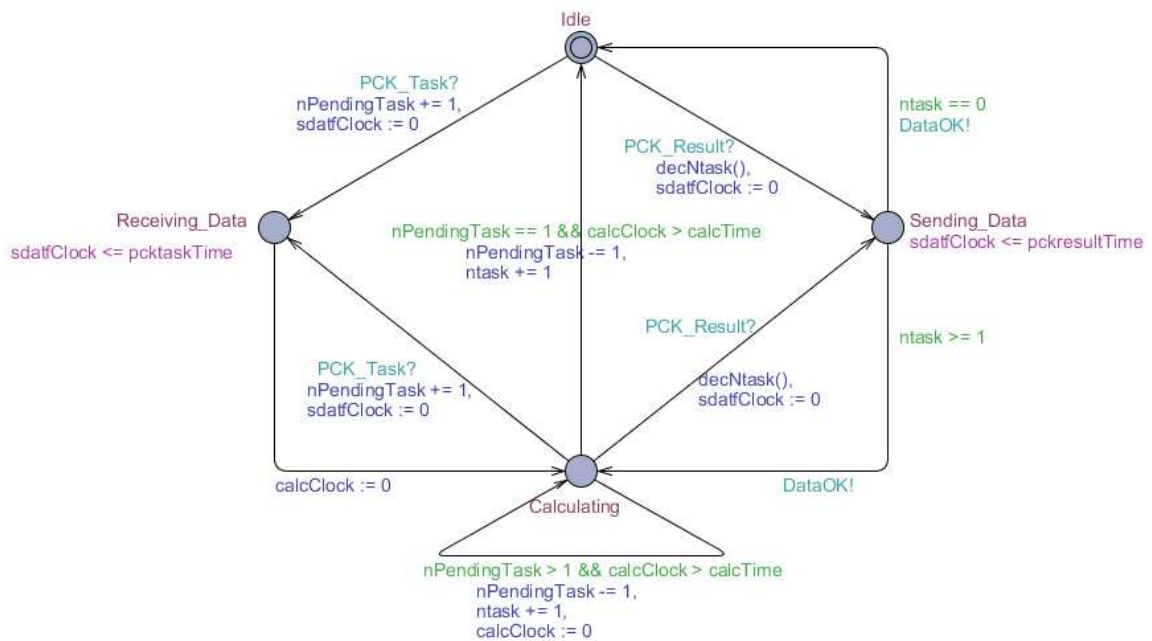 Idle
PCK_Task?
nPendingTask += 1,
sdatfClock := 0
ntask == 0
DataOK!
PCK_Result?
decNtask(),
sdatfClock := 0
Receiving_Data
sdatfClock <= pcktaskTime
Sending_Data
sdatfClock <= pckresultTime
nPendingTask == 1 && calcClock > calcTime
nPendingTask -= 1,
ntask += 1
PCK_Result?
ntask >= 1
PCK_Task?
nPendingTask += 1,
sdatfClock := 0
decNtask(),
sdatfClock := 0
calcClock := 0
DataOK!
Calculating
nPendingTask > 1 && calcClock > calcTime
nPendingTask -= 1,
ntask += 1,
calcClock := 0